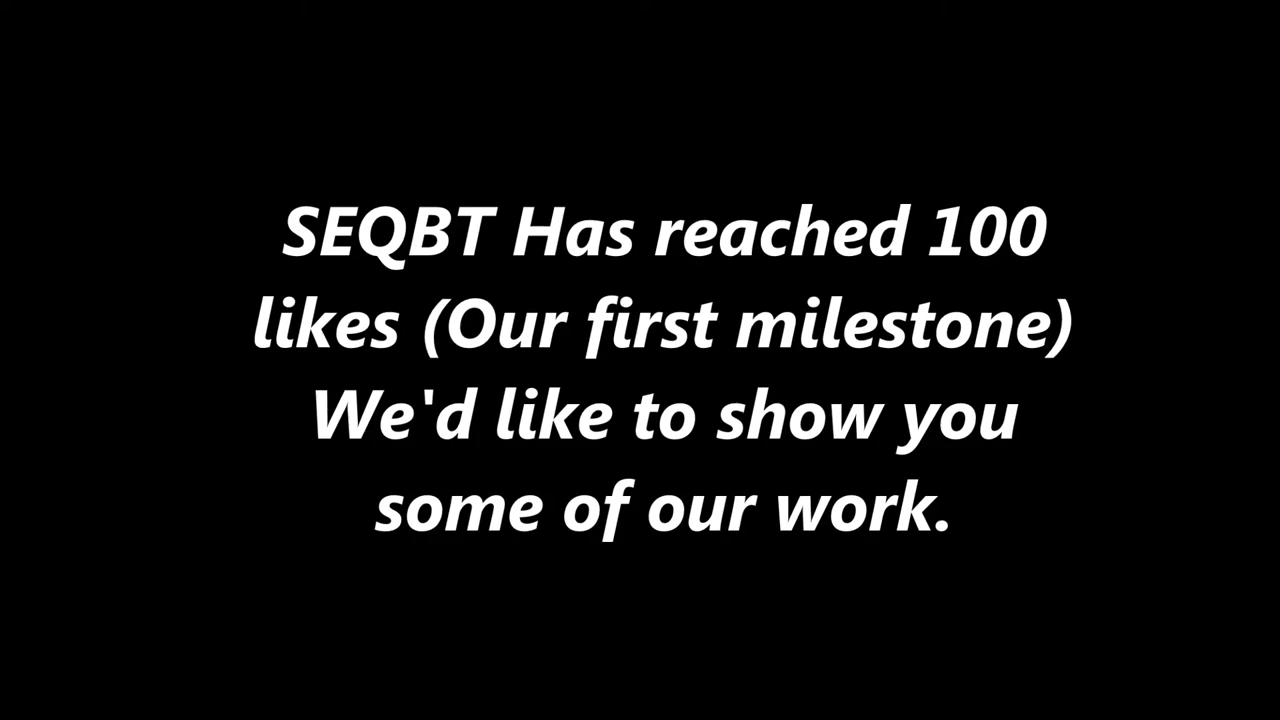 SEQBT Has reached 100
likes (Our first milestone)
We'd like to show you
some of our work.